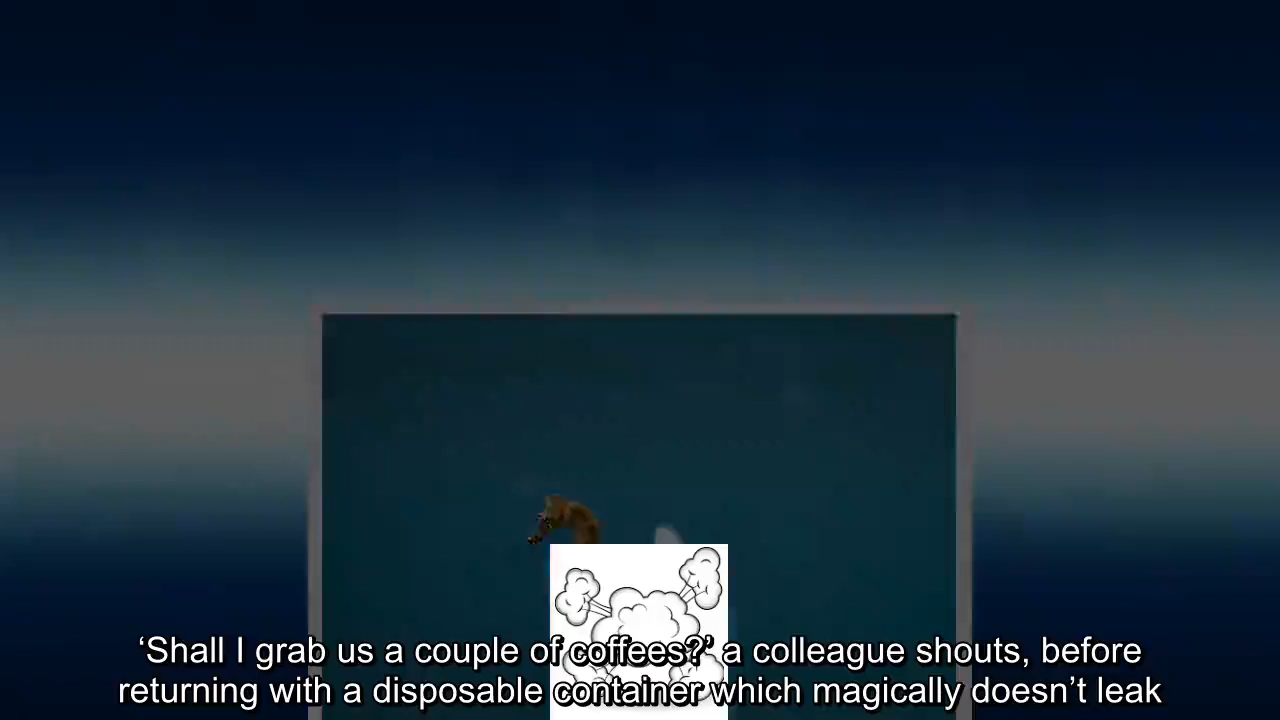 ‘Shall I grab us a couple of coffees?’ a colleague shouts, before
returning with a disposable container which magically doesn’t leak